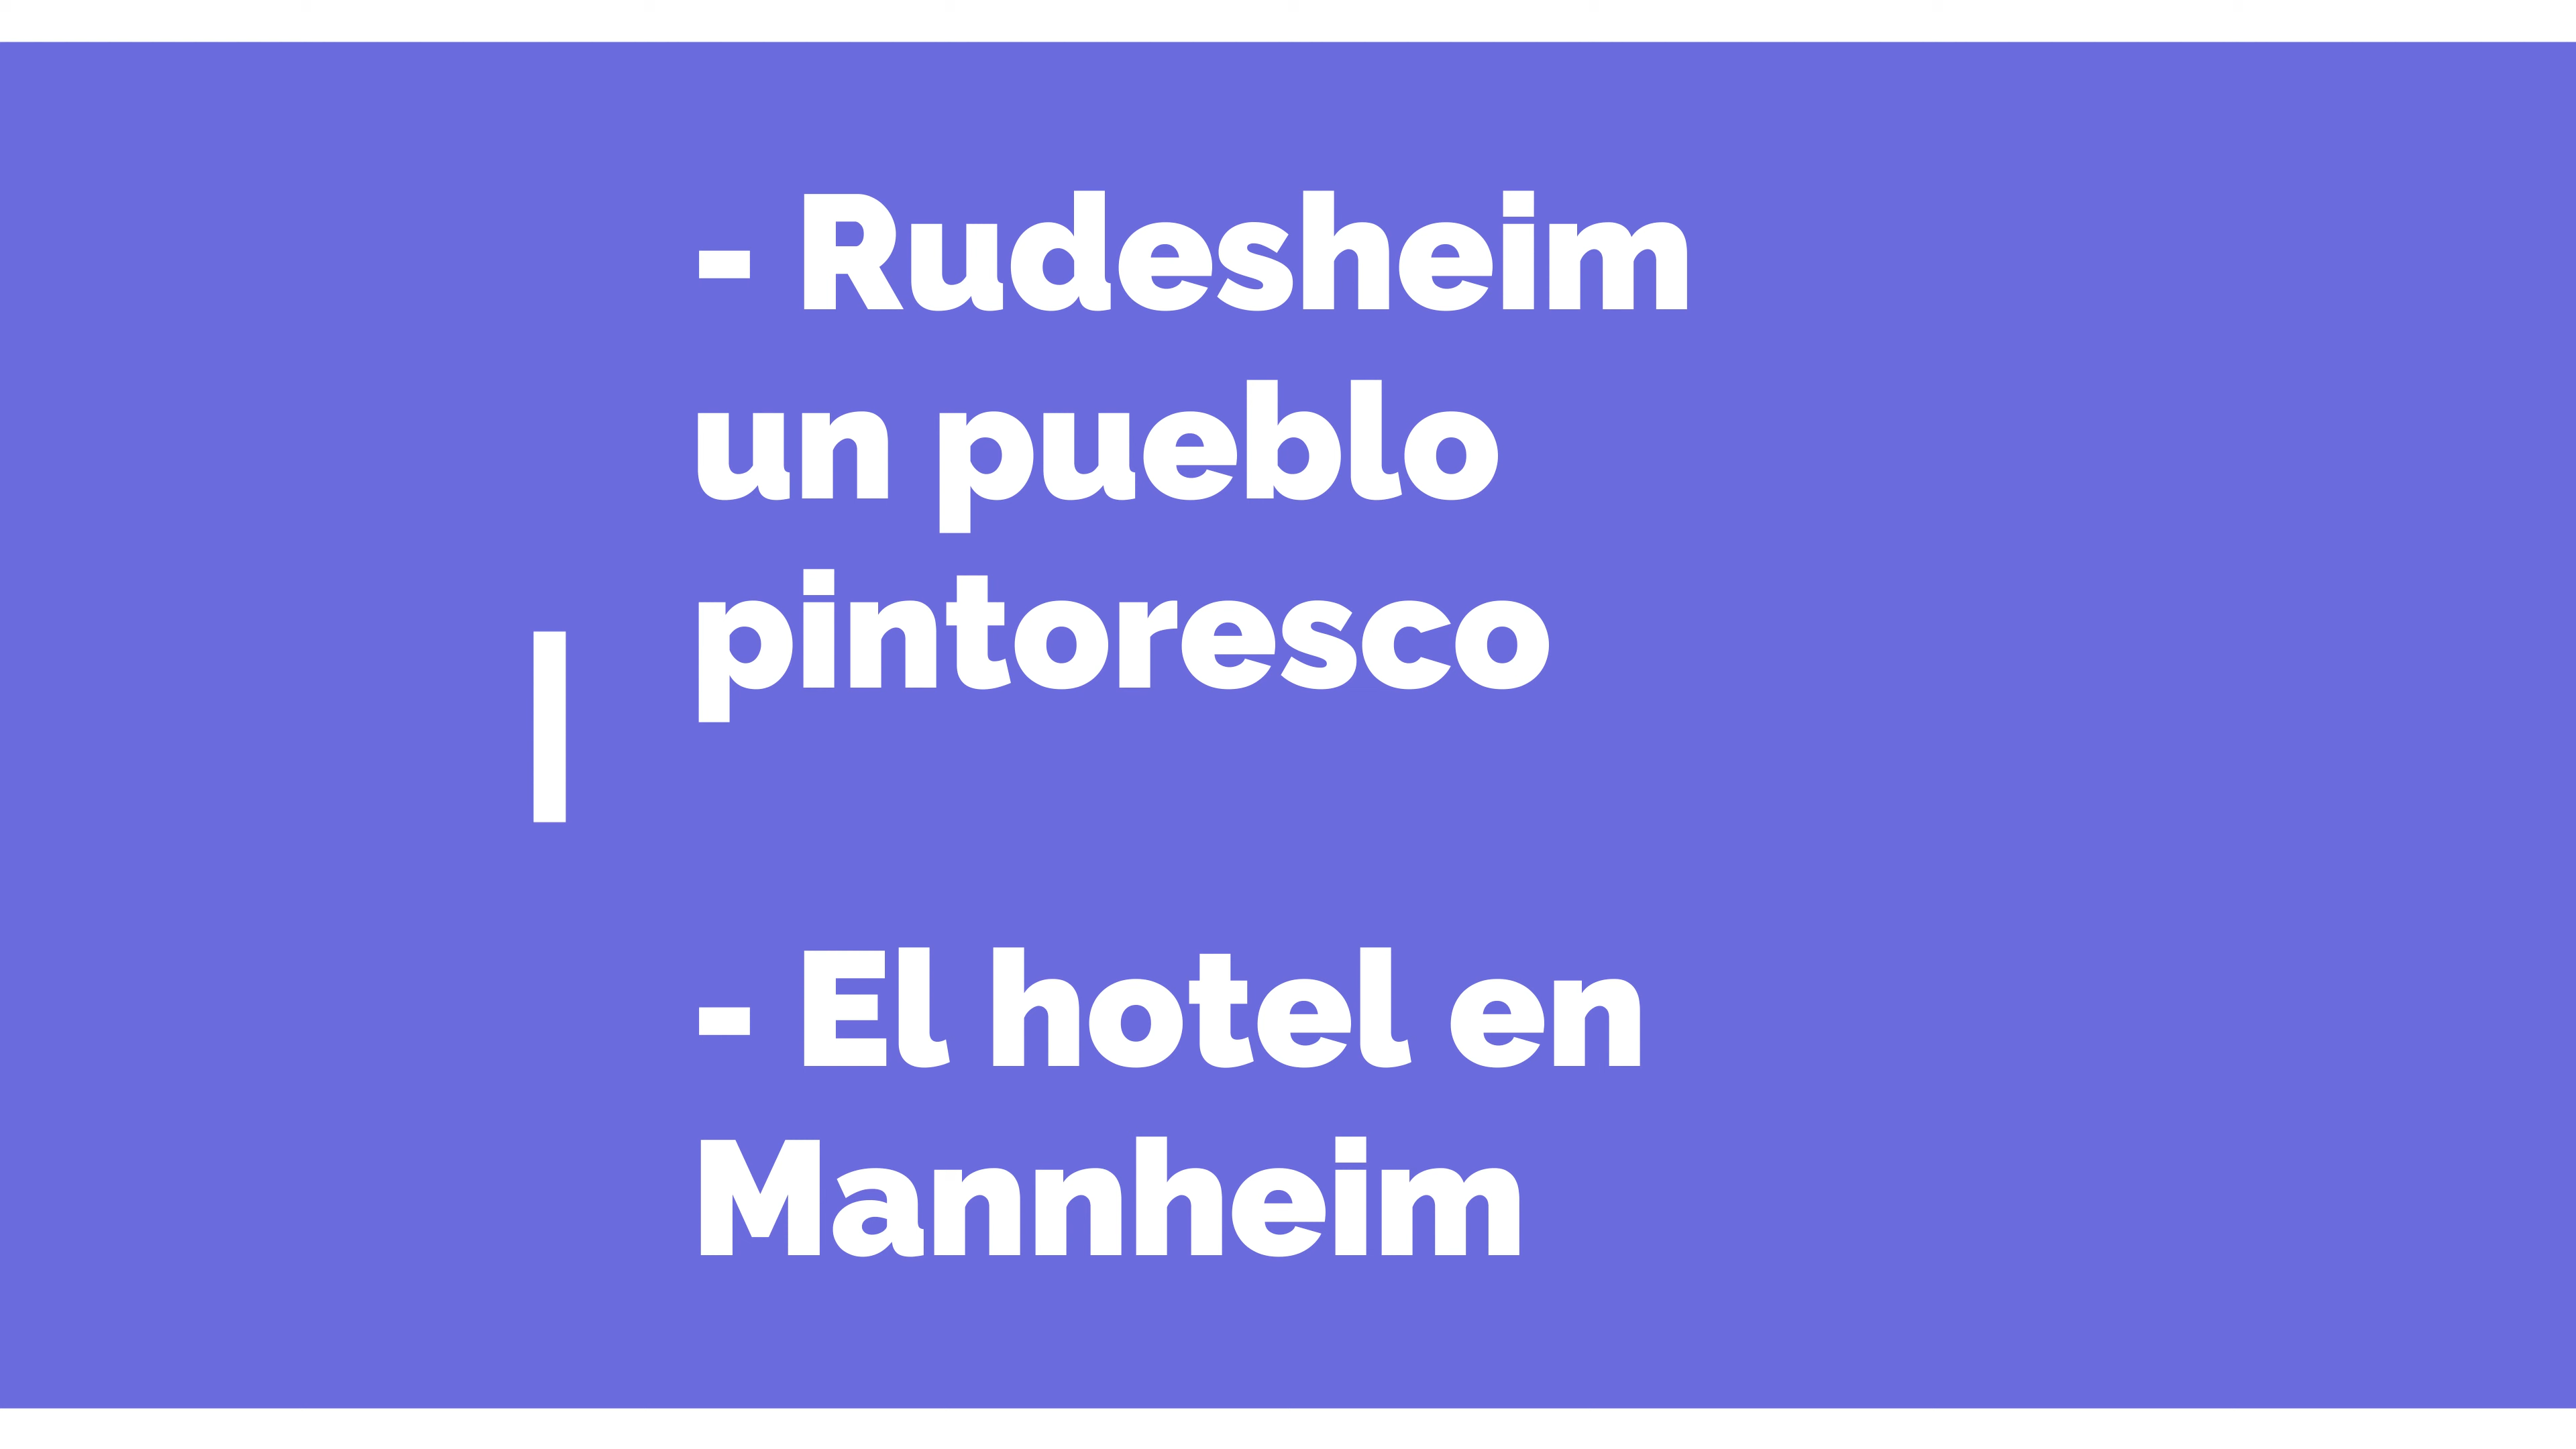 - Rudesheim
un pueblo
pintoresco
- El hotel en
Mannheim